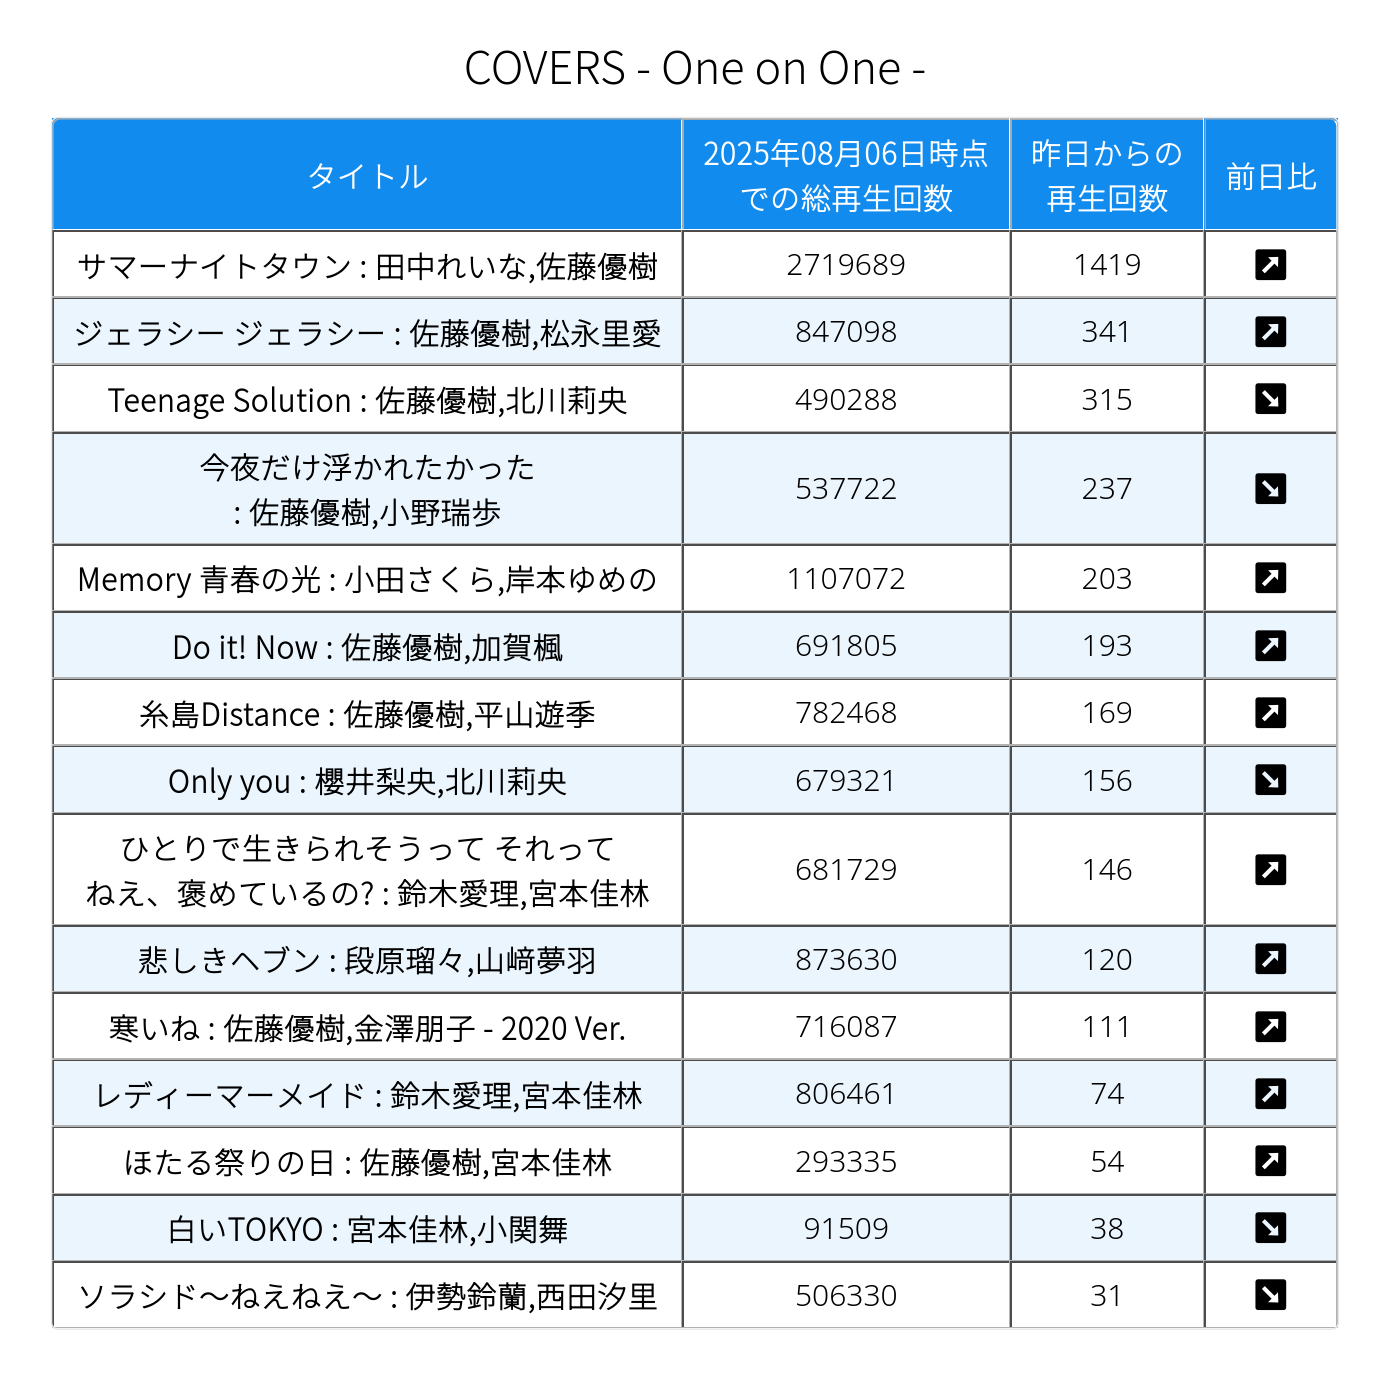 COVERS - One on One -
タイトル
2025年08月06日時点
での総再生回数
昨日からの
再生回数
前日比
サマーナイトタウン : 田中れいな,佐藤優樹
2719689
1419
ジェラシー ジェラシー : 佐藤優樹,松永里愛
847098
341
Teenage Solution : 佐藤優樹,北川莉央
490288
315
今夜だけ浮かれたかった
: 佐藤優樹,小野瑞歩
537722
237
Memory 青春の光 : 小田さくら,岸本ゆめの
1107072
203
Do it! Now : 佐藤優樹,加賀楓
691805
193
糸島Distance : 佐藤優樹,平山遊季
782468
169
Only you : 櫻井梨央,北川莉央
679321
156
ひとりで生きられそうって それって
ねえ、褒めているの? : 鈴木愛理,宮本佳林
681729
146
悲しきヘブン : 段原瑠々,山﨑夢羽
873630
120
寒いね : 佐藤優樹,金澤朋子 - 2020 Ver.
716087
111
レディーマーメイド : 鈴木愛理,宮本佳林
806461
74
ほたる祭りの日 : 佐藤優樹,宮本佳林
293335
54
白いTOKYO : 宮本佳林,小関舞
91509
38
ソラシド～ねえねえ～ : 伊勢鈴蘭,西田汐里
506330
31